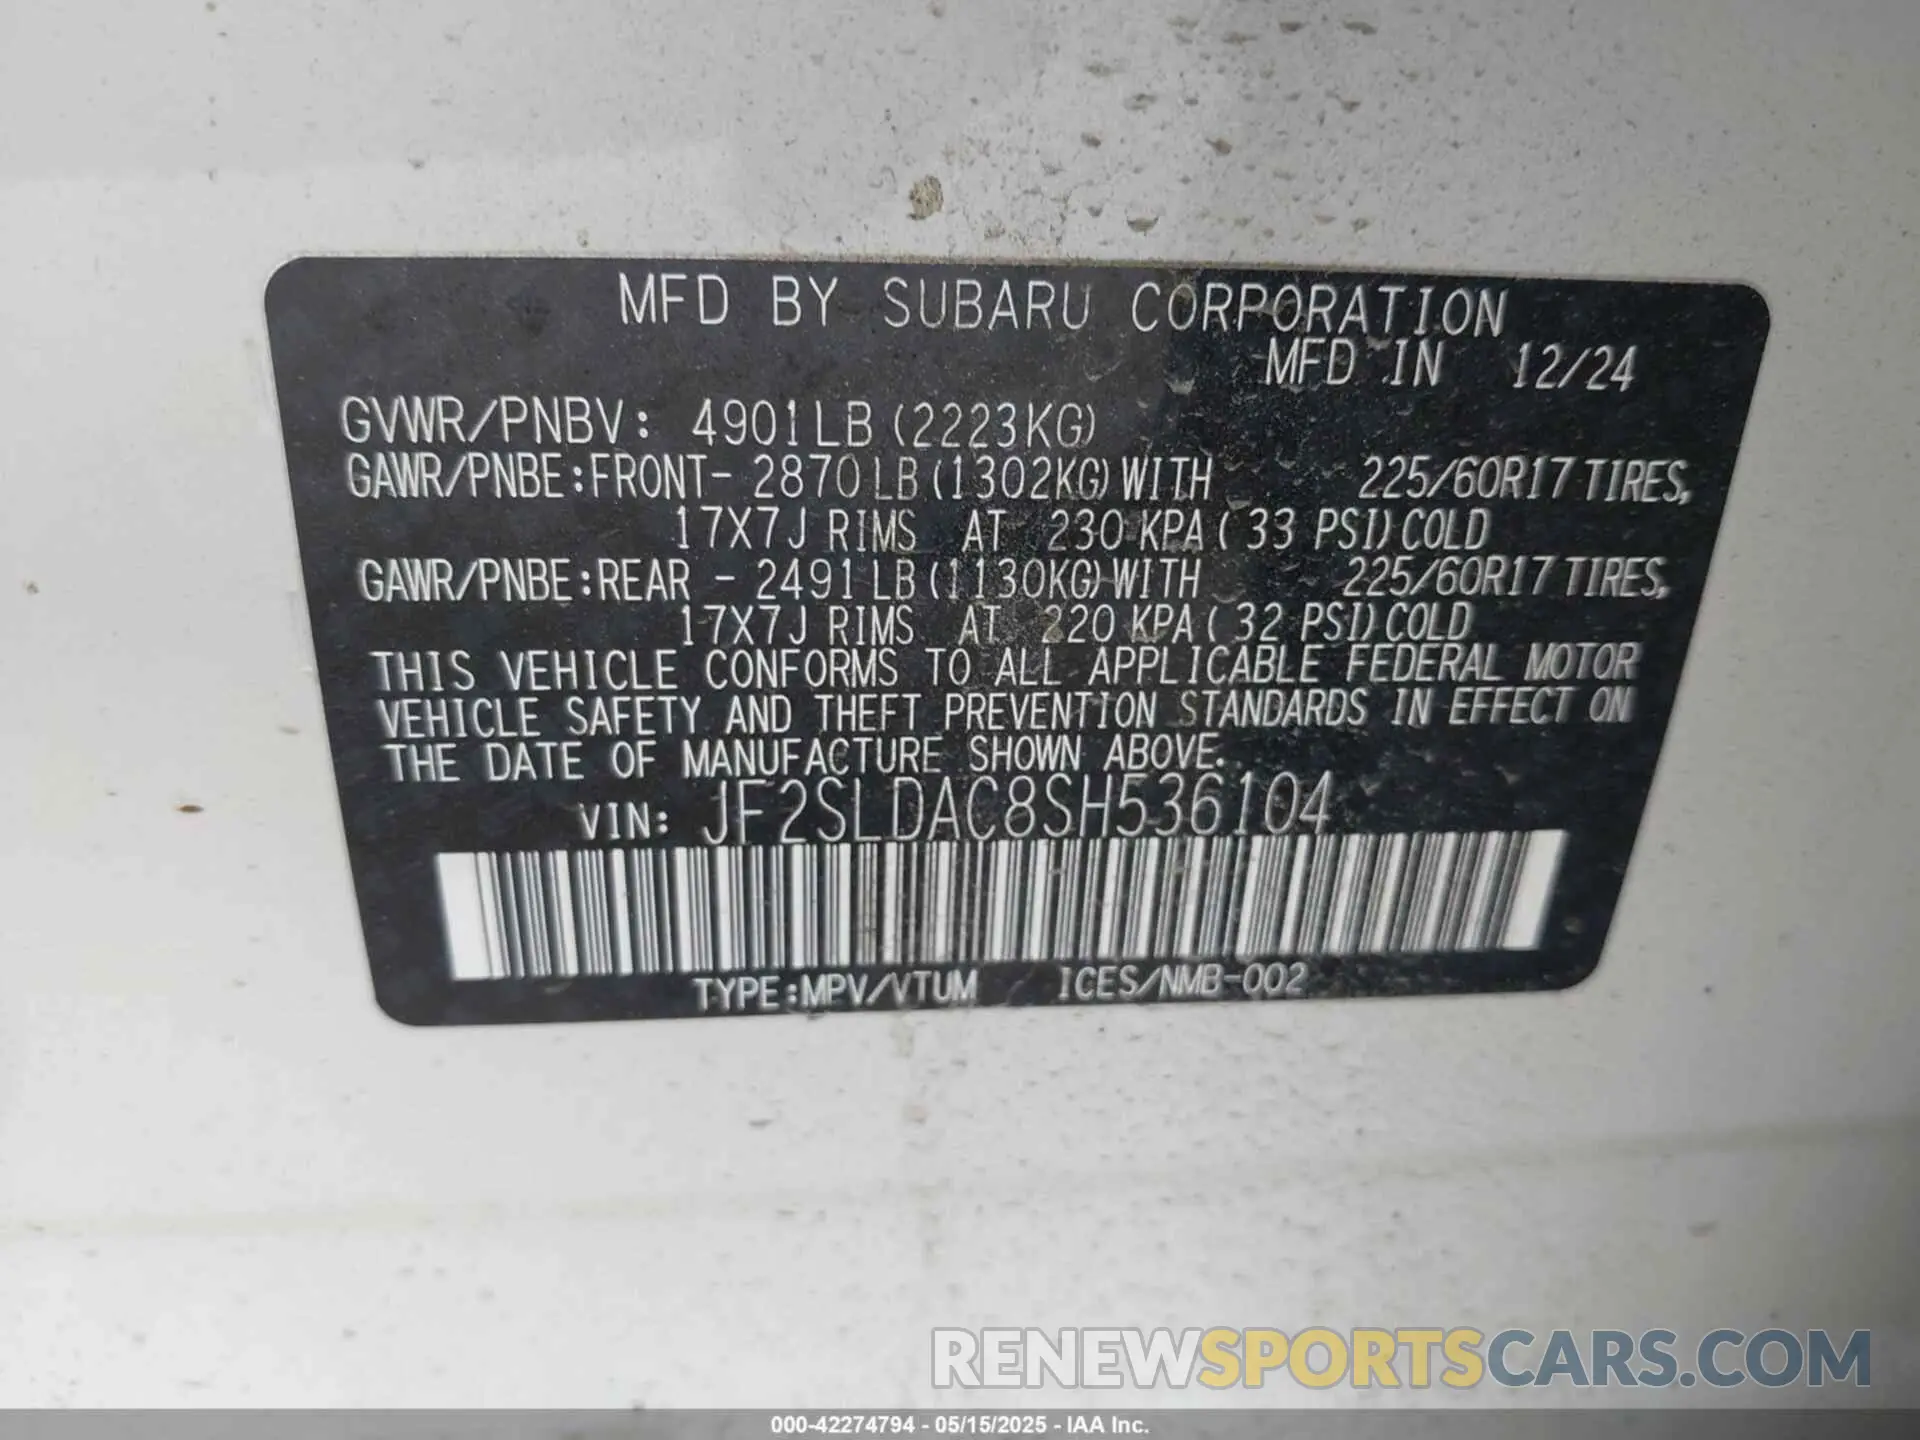 MFD BY SUBARU CORPORATION
MFD IN 12/24
GVWR/PNBV: 4901LB(2223KG)
GAWR/PNBE:FRONT- 2870LB(1302KG)WITH 225/60R17 TIRES,
17X7J RIMS AT 230 KPA( 33 PSI)COLD
GAWR/PNBE:REAR - 2491LB(1130KG)WITH 225/60R17 TIRES,
17X7J RIMS AT 220 KPA( 32 PSI)COLD
THIS VEHICLE CONFORMS TO ALL APPLICABLE FEDERAL MOTOR
VEHICLE SAFETY AND THEFT PREVENTION STANDARDS IN EFFECT ON
THE DATE OF MANUFACTURE SHOWN ABOVE.
VIN: JF2SLDAC8SH536104
TYPE:MPV/VTUM ICES/NMB-002
RENEWSPORTSCARS.COM
000-42274794 - 05/15/2025 - IAA Inc.